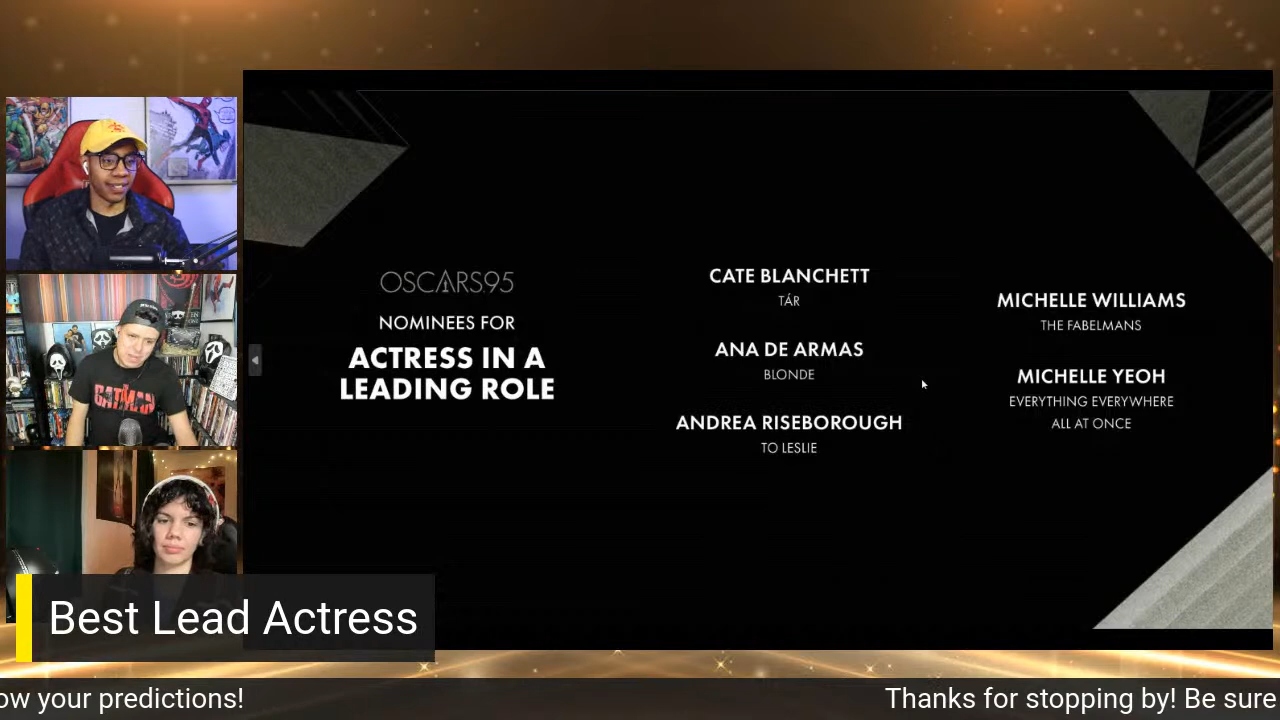 OSCARS95
NOMINEES FOR
ACTRESS IN A
LEADING ROLE
CATE BLANCHETT
TÁR
ANA DE ARMAS
BLONDE
ANDREA RISEBOROUGH
TO LESLIE
MICHELLE WILLIAMS
THE FABELMANS
MICHELLE YEOH
EVERYTHING EVERYWHERE
ALL AT ONCE
Best Lead Actress
ow your predictions!
Thanks for stopping by! Be sure